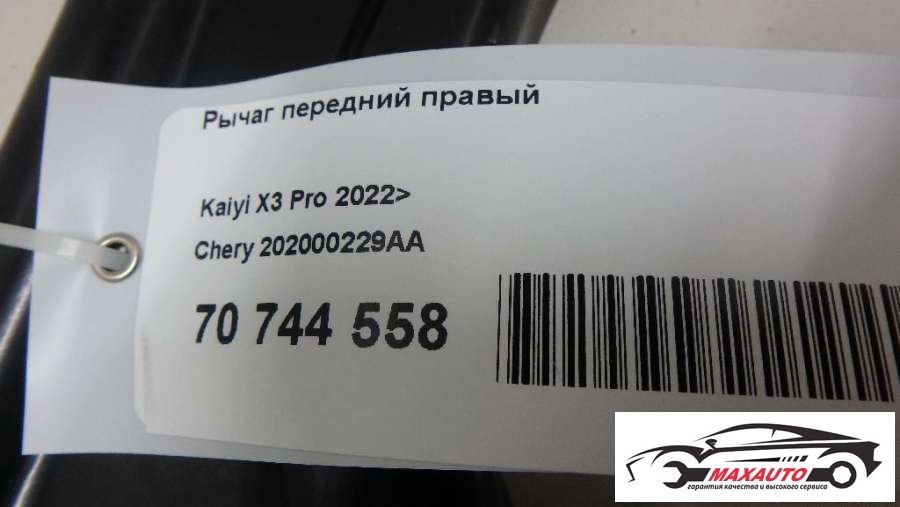 Рычаг передний правый
Kaiyi X3 Pro 2022>
Chery 202000229AA
70 744 558
MAXAUTO
гарантия качества и высокого сервиса